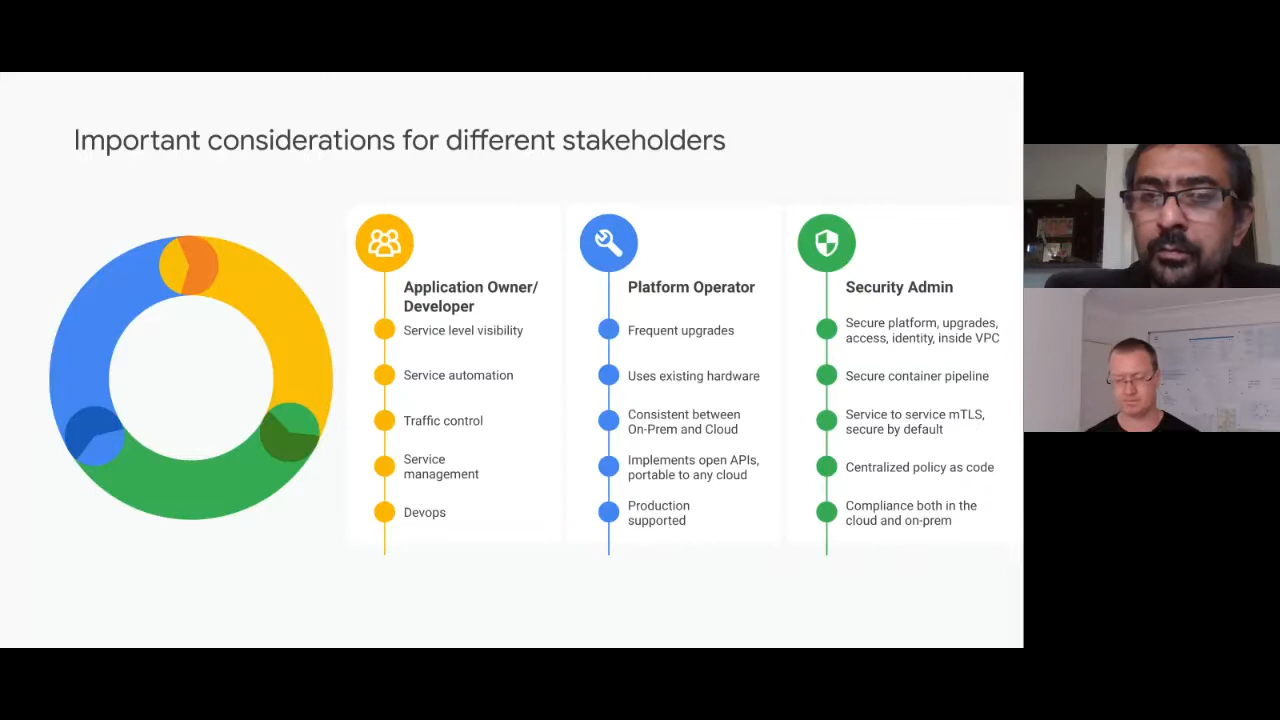 Important considerations for different stakeholders
Application Owner/
Developer
Service level visibility
Service automation
Traffic control
Service
management
Devops
Platform Operator
Frequent upgrades
Uses existing hardware
Consistent between
On-Prem and Cloud
Implements open APIs,
portable to any cloud
Production
supported
Security Admin
Secure platform, upgrades,
access, identity, inside VPC
Secure container pipeline
Service to service mTLS,
secure by default
Centralized policy as code
Compliance both in the
cloud and on-prem